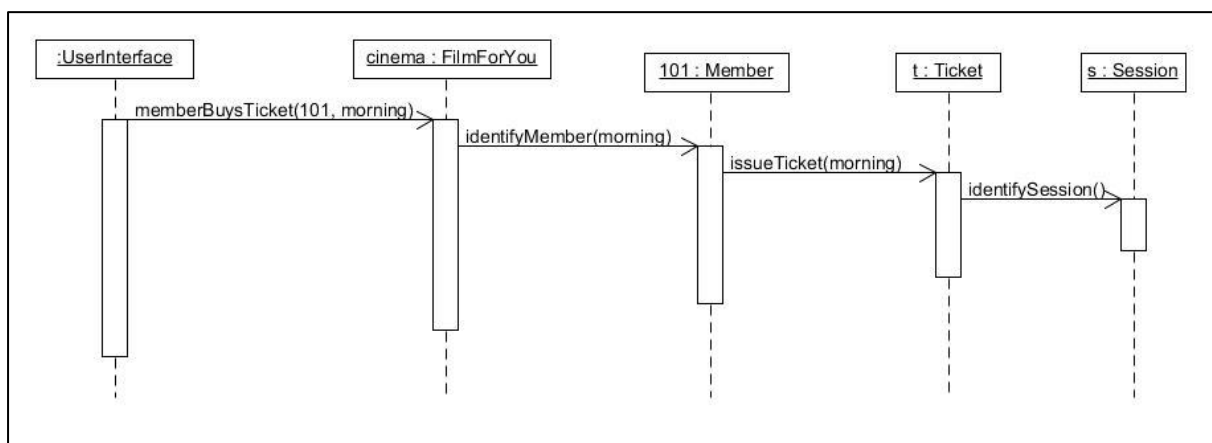 :UserInterface
cinema : FilmForYou
101 : Member
t : Ticket
s : Session
memberBuysTicket(101, morning)
identifyMember(morning)
issueTicket(morning)
identifySession()